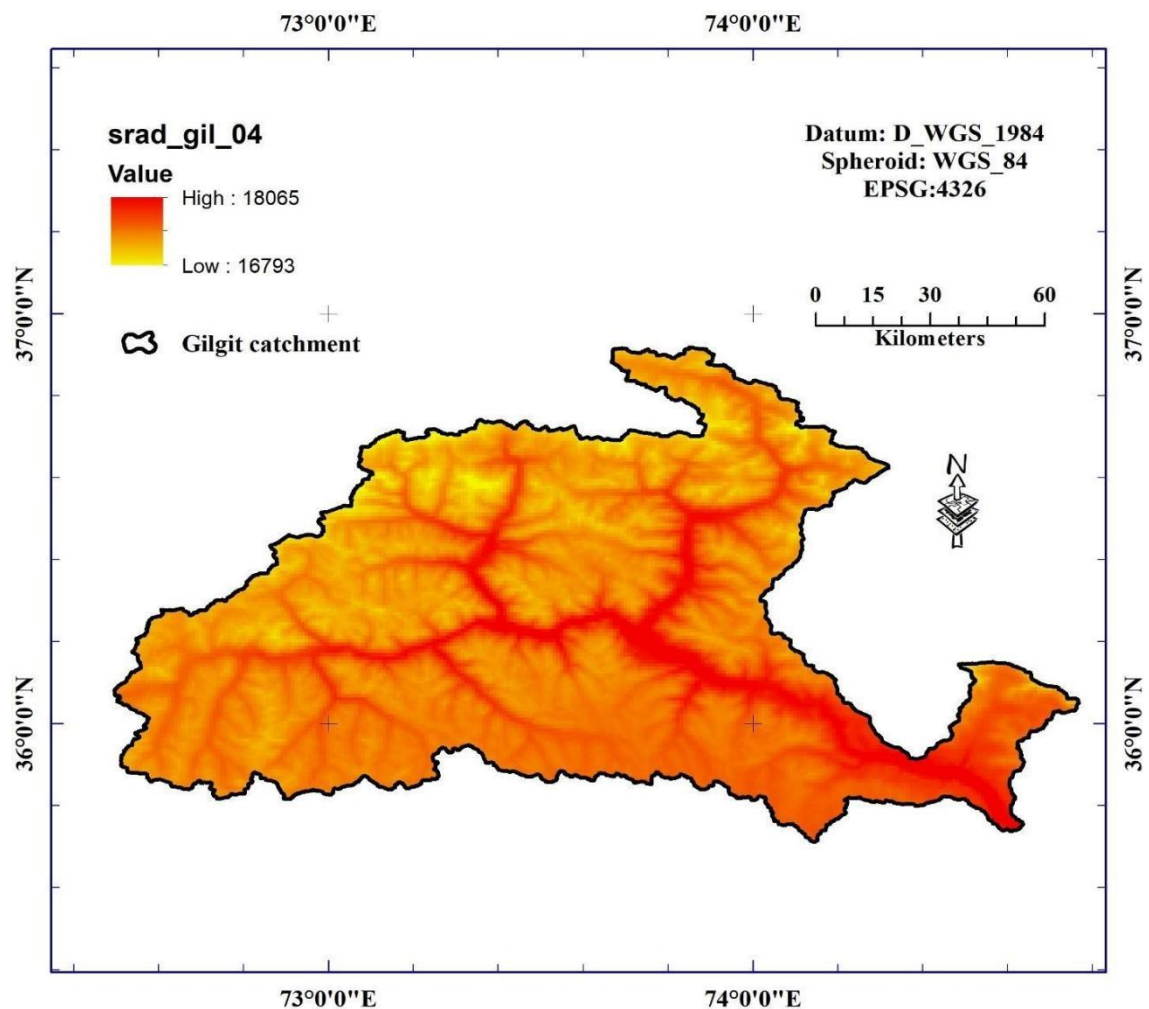 73°0'0"E 74°0'0"E
srad_gil_04
Value
High : 18065
Low : 16793
Gilgit catchment
Datum: D_WGS_1984
Spheroid: WGS_84
EPSG:4326
0 15 30 60
Kilometers
N
37°0'0"N 37°0'0"N
36°0'0"N 36°0'0"N
73°0'0"E 74°0'0"E